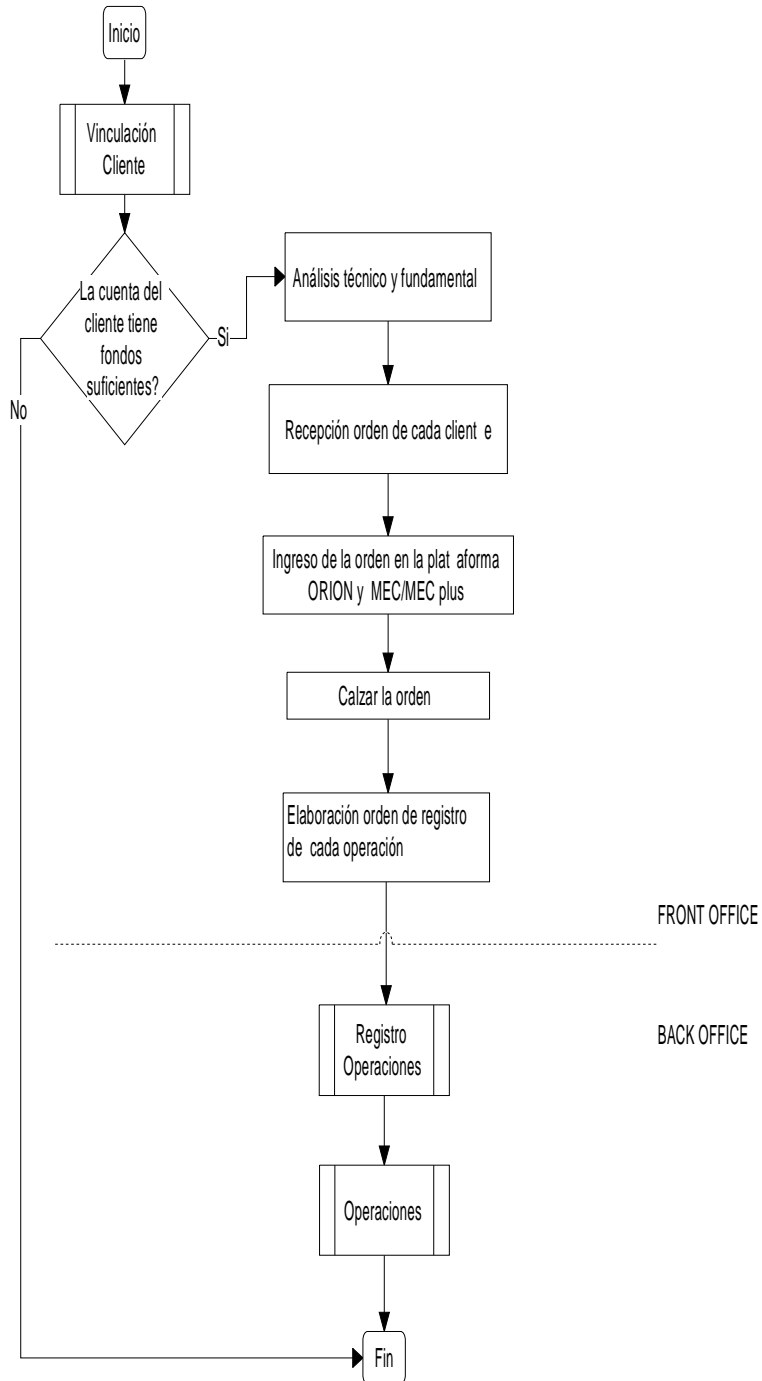 Inicio
Vinculación
Cliente
La cuenta del
cliente tiene
fondos
suficientes?
Si
No
Análisis técnico y fundamental
Recepción orden de cada client e
Ingreso de la orden en la plat aforma
ORION y MEC/MEC plus
Calzar la orden
Elaboración orden de registro
de cada operación
FRONT OFFICE
BACK OFFICE
Registro
Operaciones
Operaciones
Fin